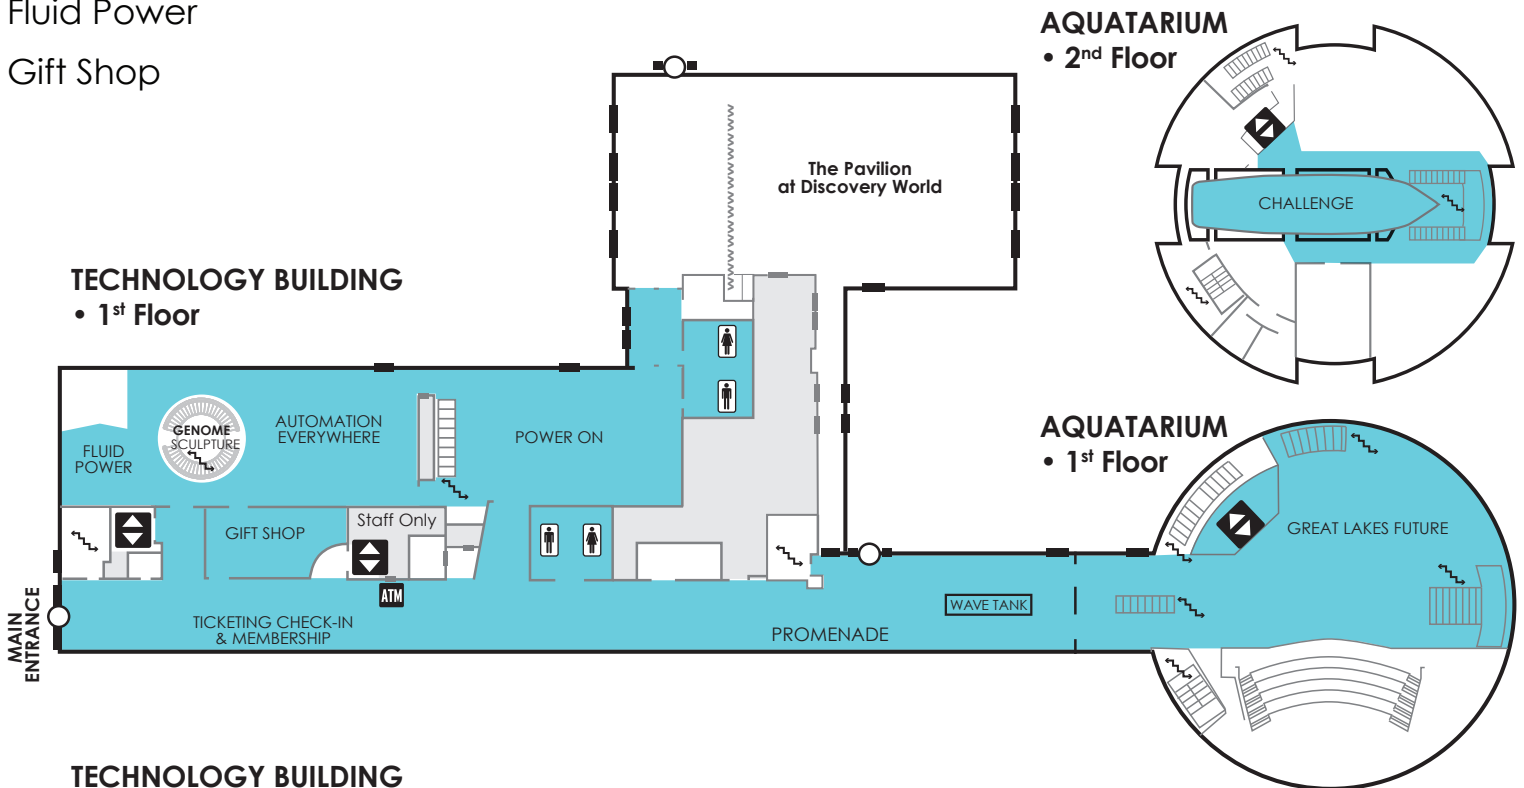 Fluid Power
Gift Shop
AQUATARIUM
• 2nd Floor
The Pavilion
at Discovery World
CHALLENGE
TECHNOLOGY BUILDING
• 1st Floor
AQUATARIUM
• 1st Floor
GENOME
SCULPTURE
AUTOMATION
EVERYWHERE
POWER ON
FLUID
POWER
GIFT SHOP
Staff Only
GREAT LAKES FUTURE
ATM
MAIN
ENTRANCE
TICKETING CHECK-IN
& MEMBERSHIP
PROMENADE
WAVE TANK
TECHNOLOGY BUILDING